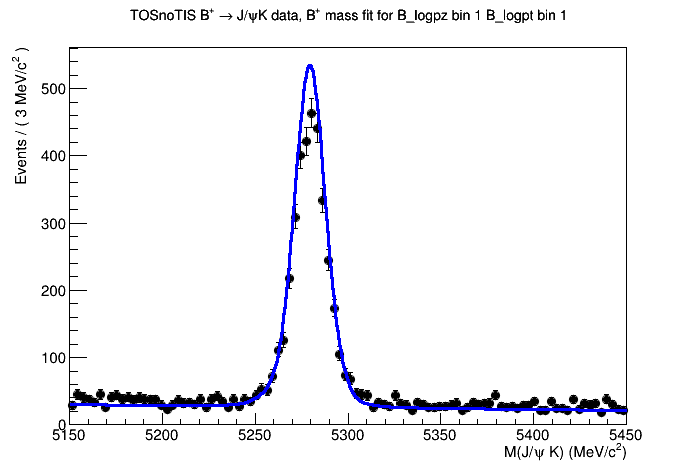 TOSnoTIS B⁺ → J/ψK data, B⁺ mass fit for B_logpz bin 1 B_logpt bin 1
Events / ( 3 MeV/c² )
500
400
300
200
100
0
5150 5200 5250 5300 5350 5400 5450
M(J/ψ K) (MeV/c²)